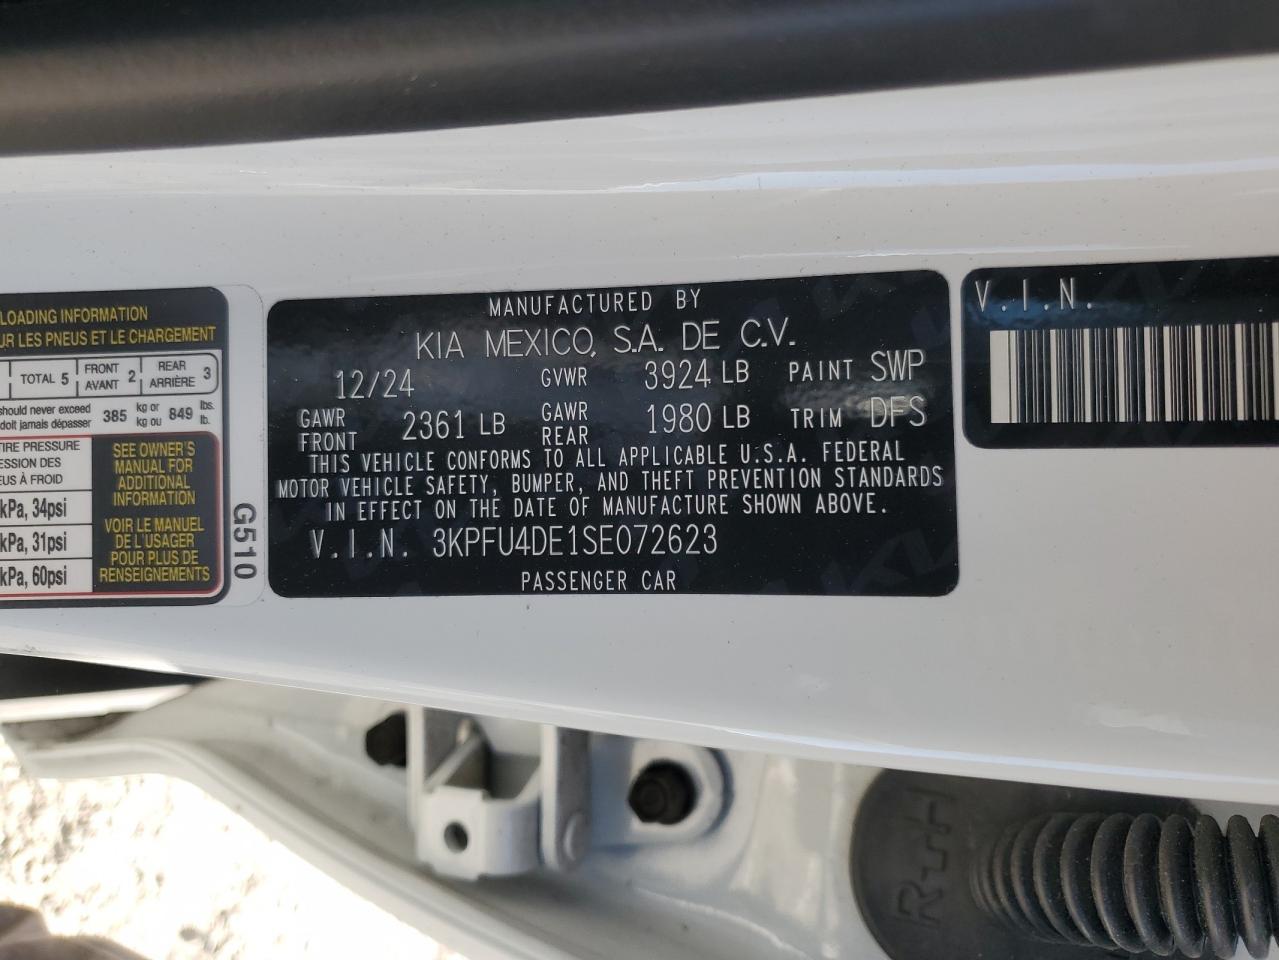 LOADING INFORMATION
UR LES PNEUS ET LE CHARGEMENT
TOTAL 5
FRONT AVANT 2
REAR ARRIÈRE 3
should never exceed
doit jamais dépasser
385 kg or kg ou 849 lbs. lb.
TIRE PRESSURE
ESSION DES
EUS À FROID
kPa, 34psi
kPa, 31psi
kPa, 60psi
SEE OWNER'S
MANUAL FOR
ADDITIONAL
INFORMATION
VOIR LE MANUEL
DE L'USAGER
POUR PLUS DE
RENSEIGNEMENTS
G510
MANUFACTURED BY
KIA MEXICO, S.A. DE C.V.
12/24 GVWR 3924 LB PAINT SWP
GAWR FRONT 2361 LB GAWR REAR 1980 LB TRIM DFS
THIS VEHICLE CONFORMS TO ALL APPLICABLE U.S.A. FEDERAL
MOTOR VEHICLE SAFETY, BUMPER, AND THEFT PREVENTION STANDARDS
IN EFFECT ON THE DATE OF MANUFACTURE SHOWN ABOVE.
V.I.N. 3KPFU4DE1SE072623
PASSENGER CAR
V.I.N.
R-H